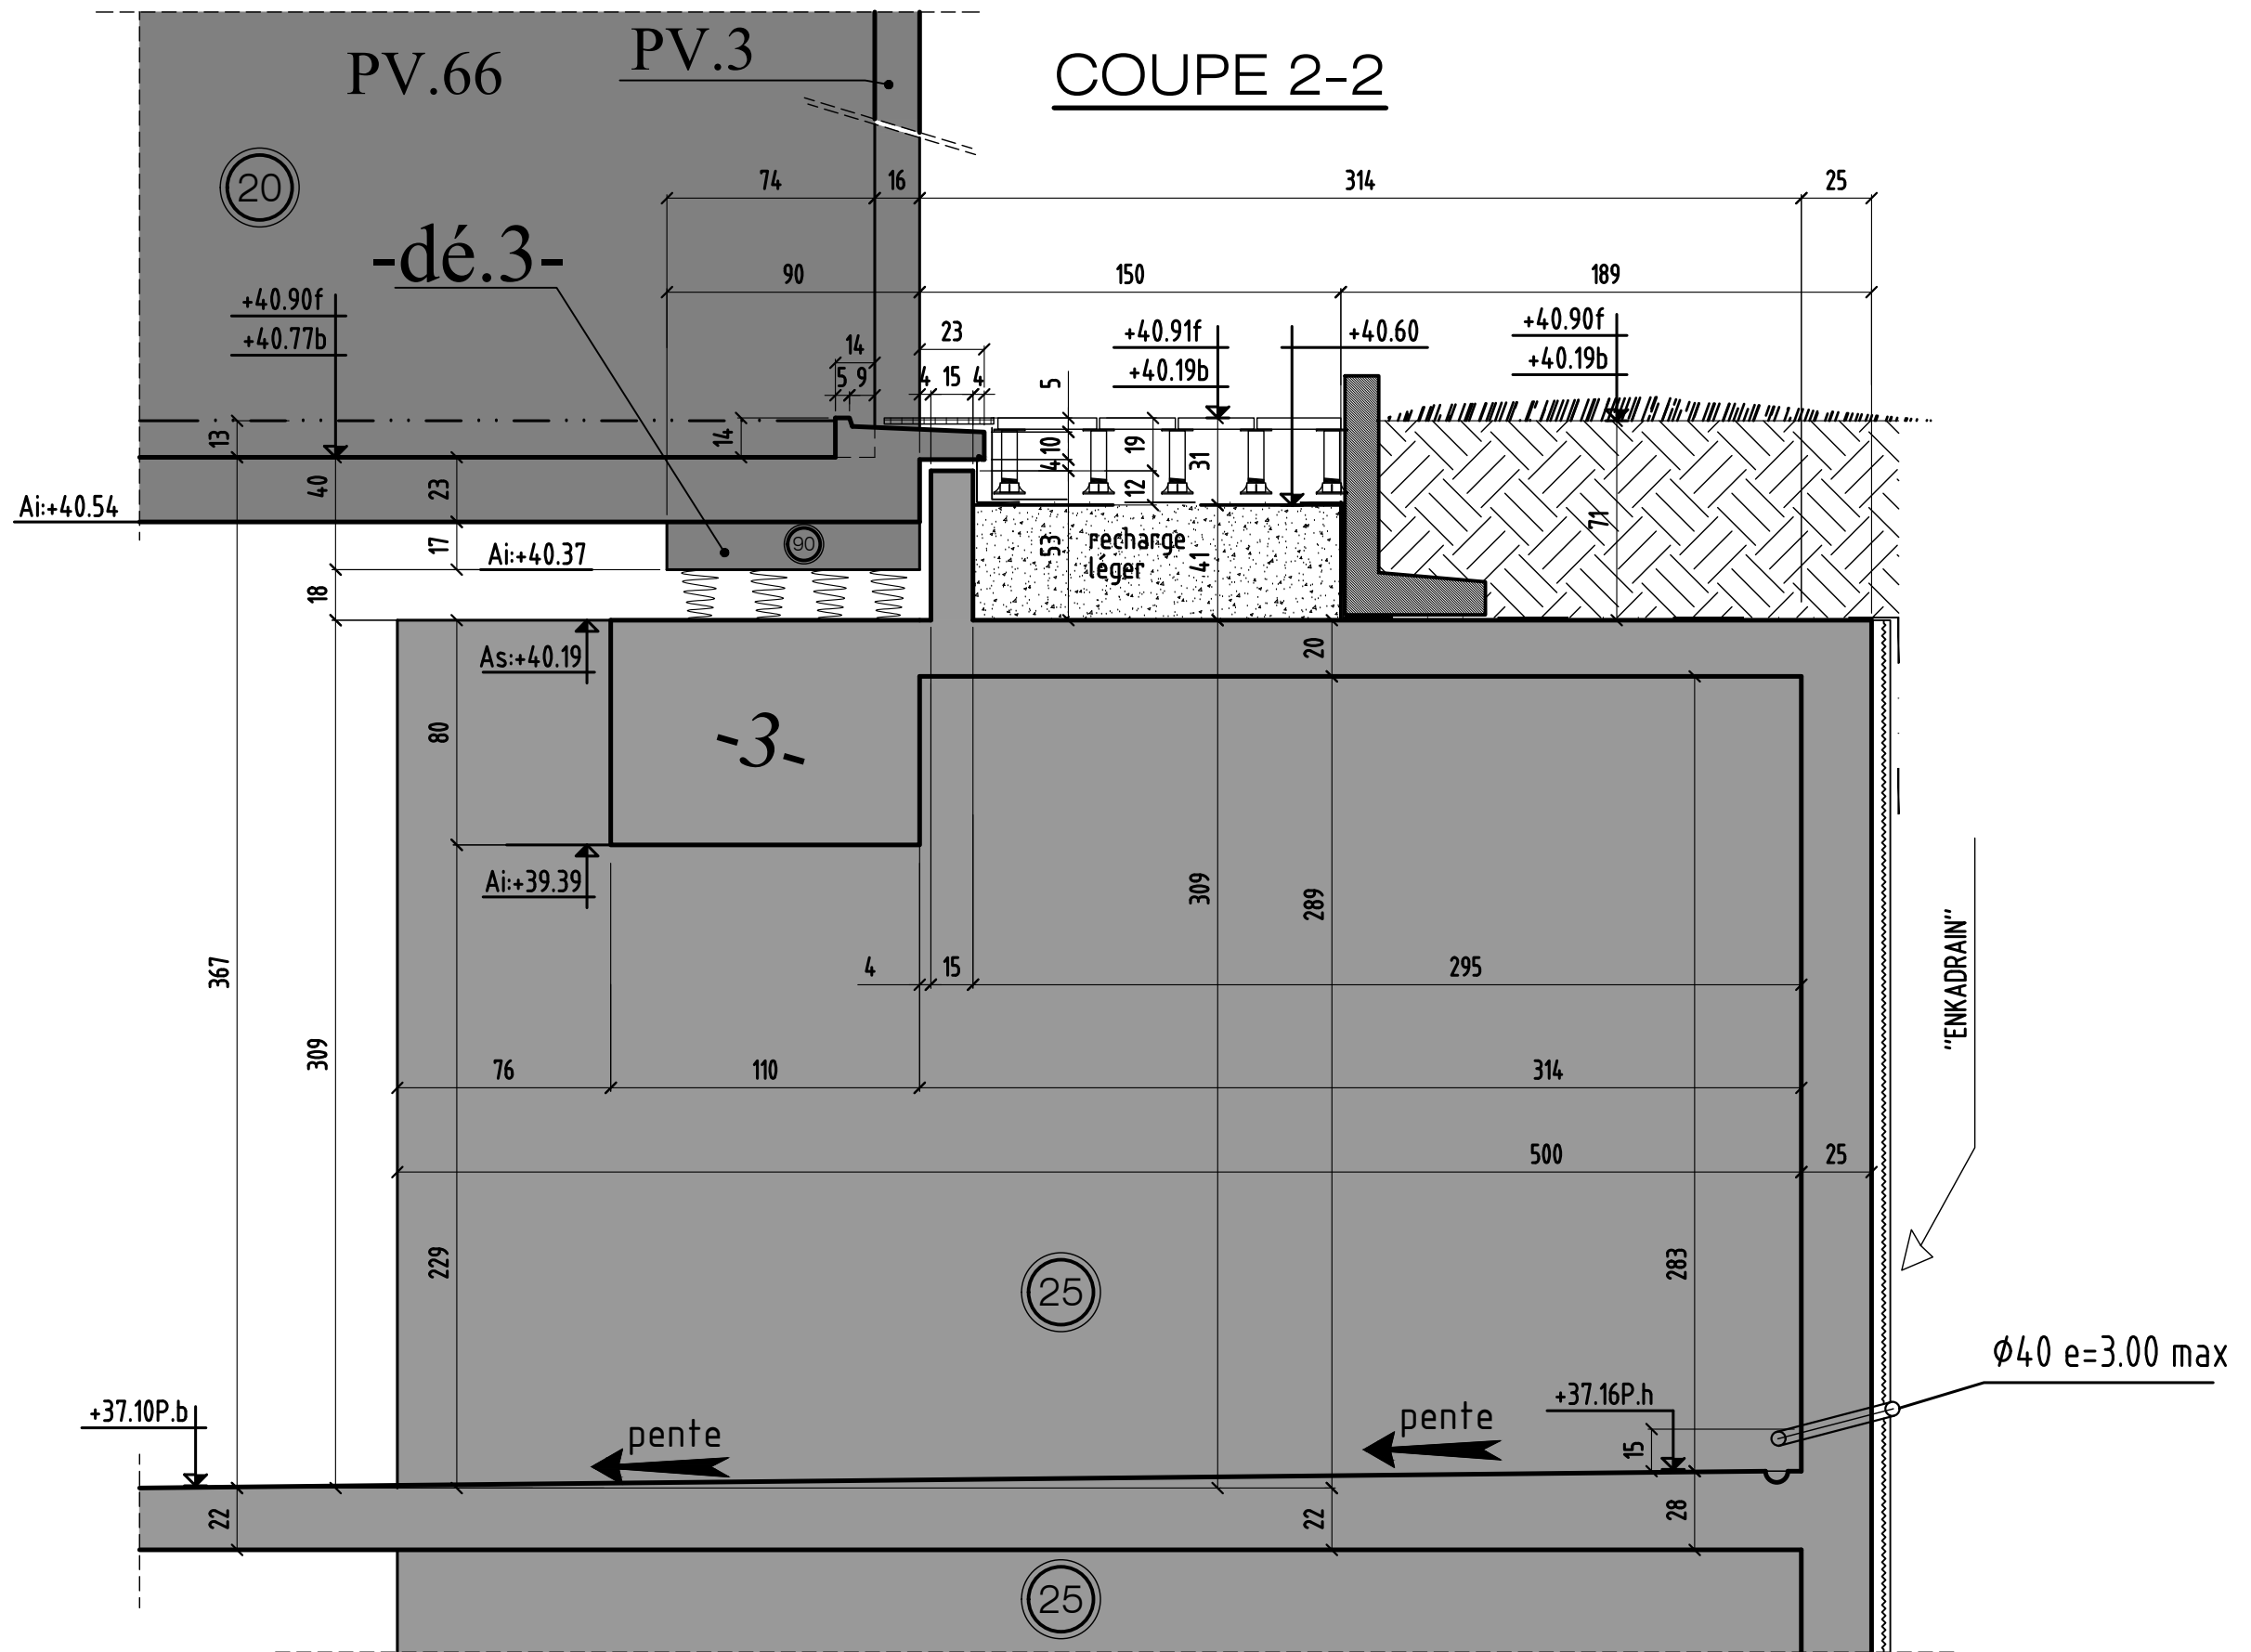 PV.66
PV.3
COUPE 2-2
20
74
16
314
25
-dé.3-
90
150
189
+40.90f
+40.77b
14
5
9
23
4
15
4
5
+40.91f
+40.19b
+40.60
+40.90f
+40.19b
13
40
23
14
10
4
19
12
31
71
Ai:+40.54
17
Ai:+40.37
90
53
recharge
léger
41
18
As:+40.19
20
80
-3-
Ai:+39.39
309
289
367
4
15
295
"ENKADRAIN"
309
76
110
314
500
25
229
25
283
Φ40 e=3.00 max
+37.10P.b
pente
pente
+37.16P.h
15
22
22
28
25